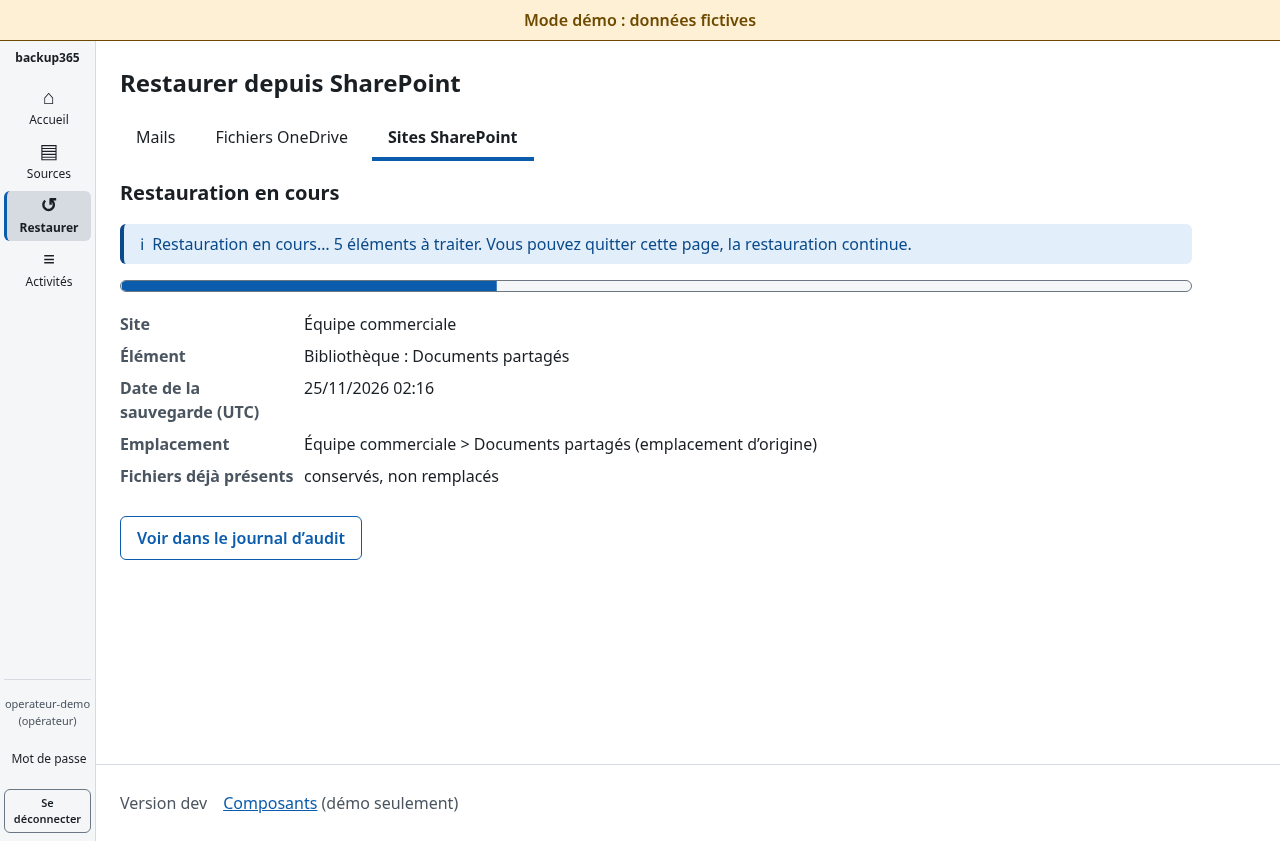 Mode démo : données fictives
backup365
Accueil
Sources
Restaurer
Activités
operateur-demo
(opérateur)
Mot de passe
Se
déconnecter
Restaurer depuis SharePoint
Mails Fichiers OneDrive Sites SharePoint
Restauration en cours
i Restauration en cours… 5 éléments à traiter. Vous pouvez quitter cette page, la restauration continue.
Site Équipe commerciale
Élément Bibliothèque : Documents partagés
Date de la 25/11/2026 02:16
sauvegarde (UTC)
Emplacement Équipe commerciale > Documents partagés (emplacement d’origine)
Fichiers déjà présents conservés, non remplacés
Voir dans le journal d’audit
Version dev Composants (démo seulement)